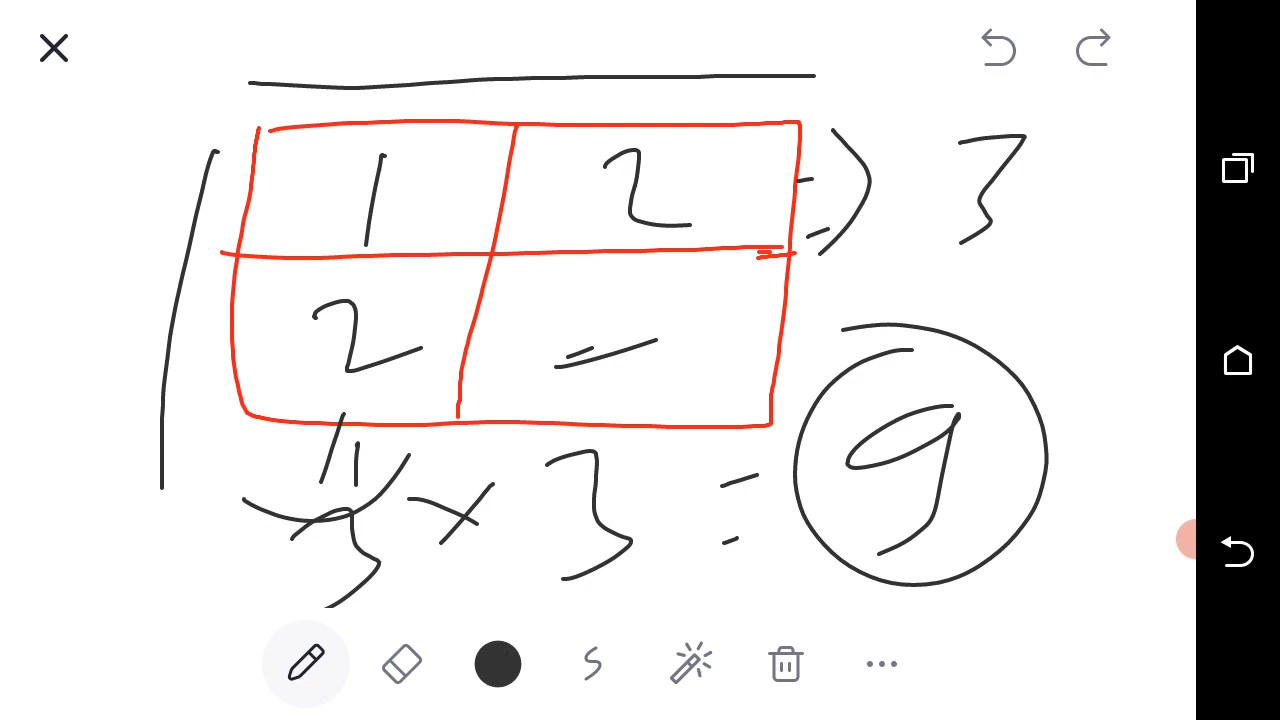 1 2 => 3
2 -
3 × 3 = 9